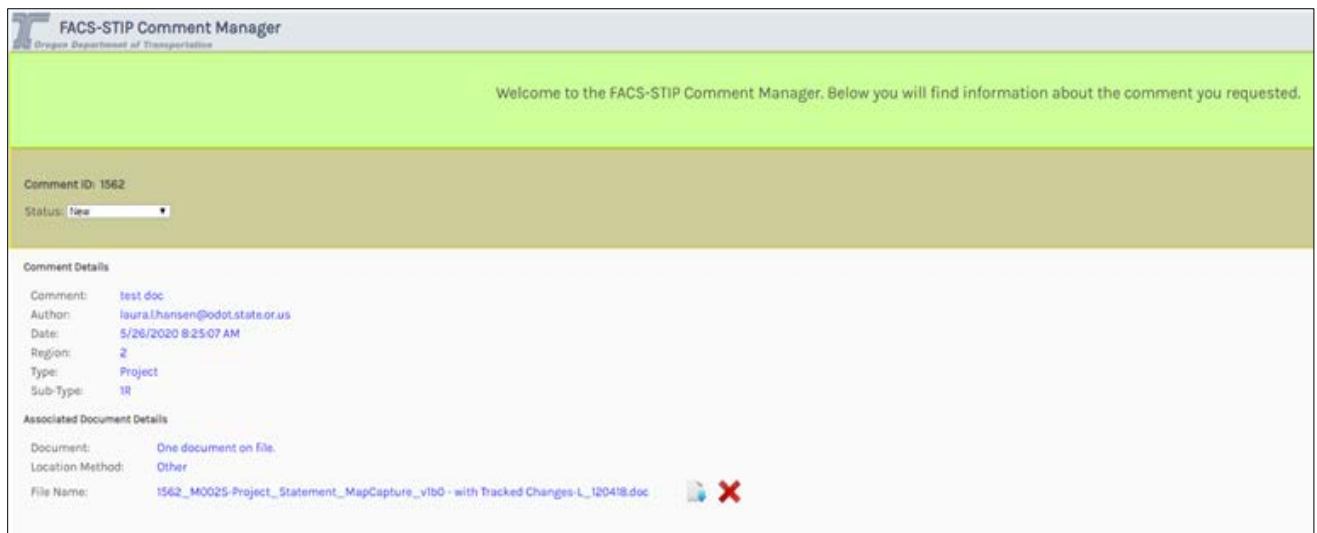 FACS-STIP Comment Manager
Oregon Department of Transportation
Welcome to the FACS-STIP Comment Manager. Below you will find information about the comment you requested.
Comment ID: 1562
Status: New
Comment Details
Comment: test doc
Author: laura.l.hansen@odot.state.or.us
Date: 5/26/2020 8:25:07 AM
Region: 2
Type: Project
Sub-Type: 1R
Associated Document Details
Document: One document on file.
Location Method: Other
File Name: 1562_M002S-Project_Statement_MapCapture_v1b0 - with Tracked Changes-L_120418.doc